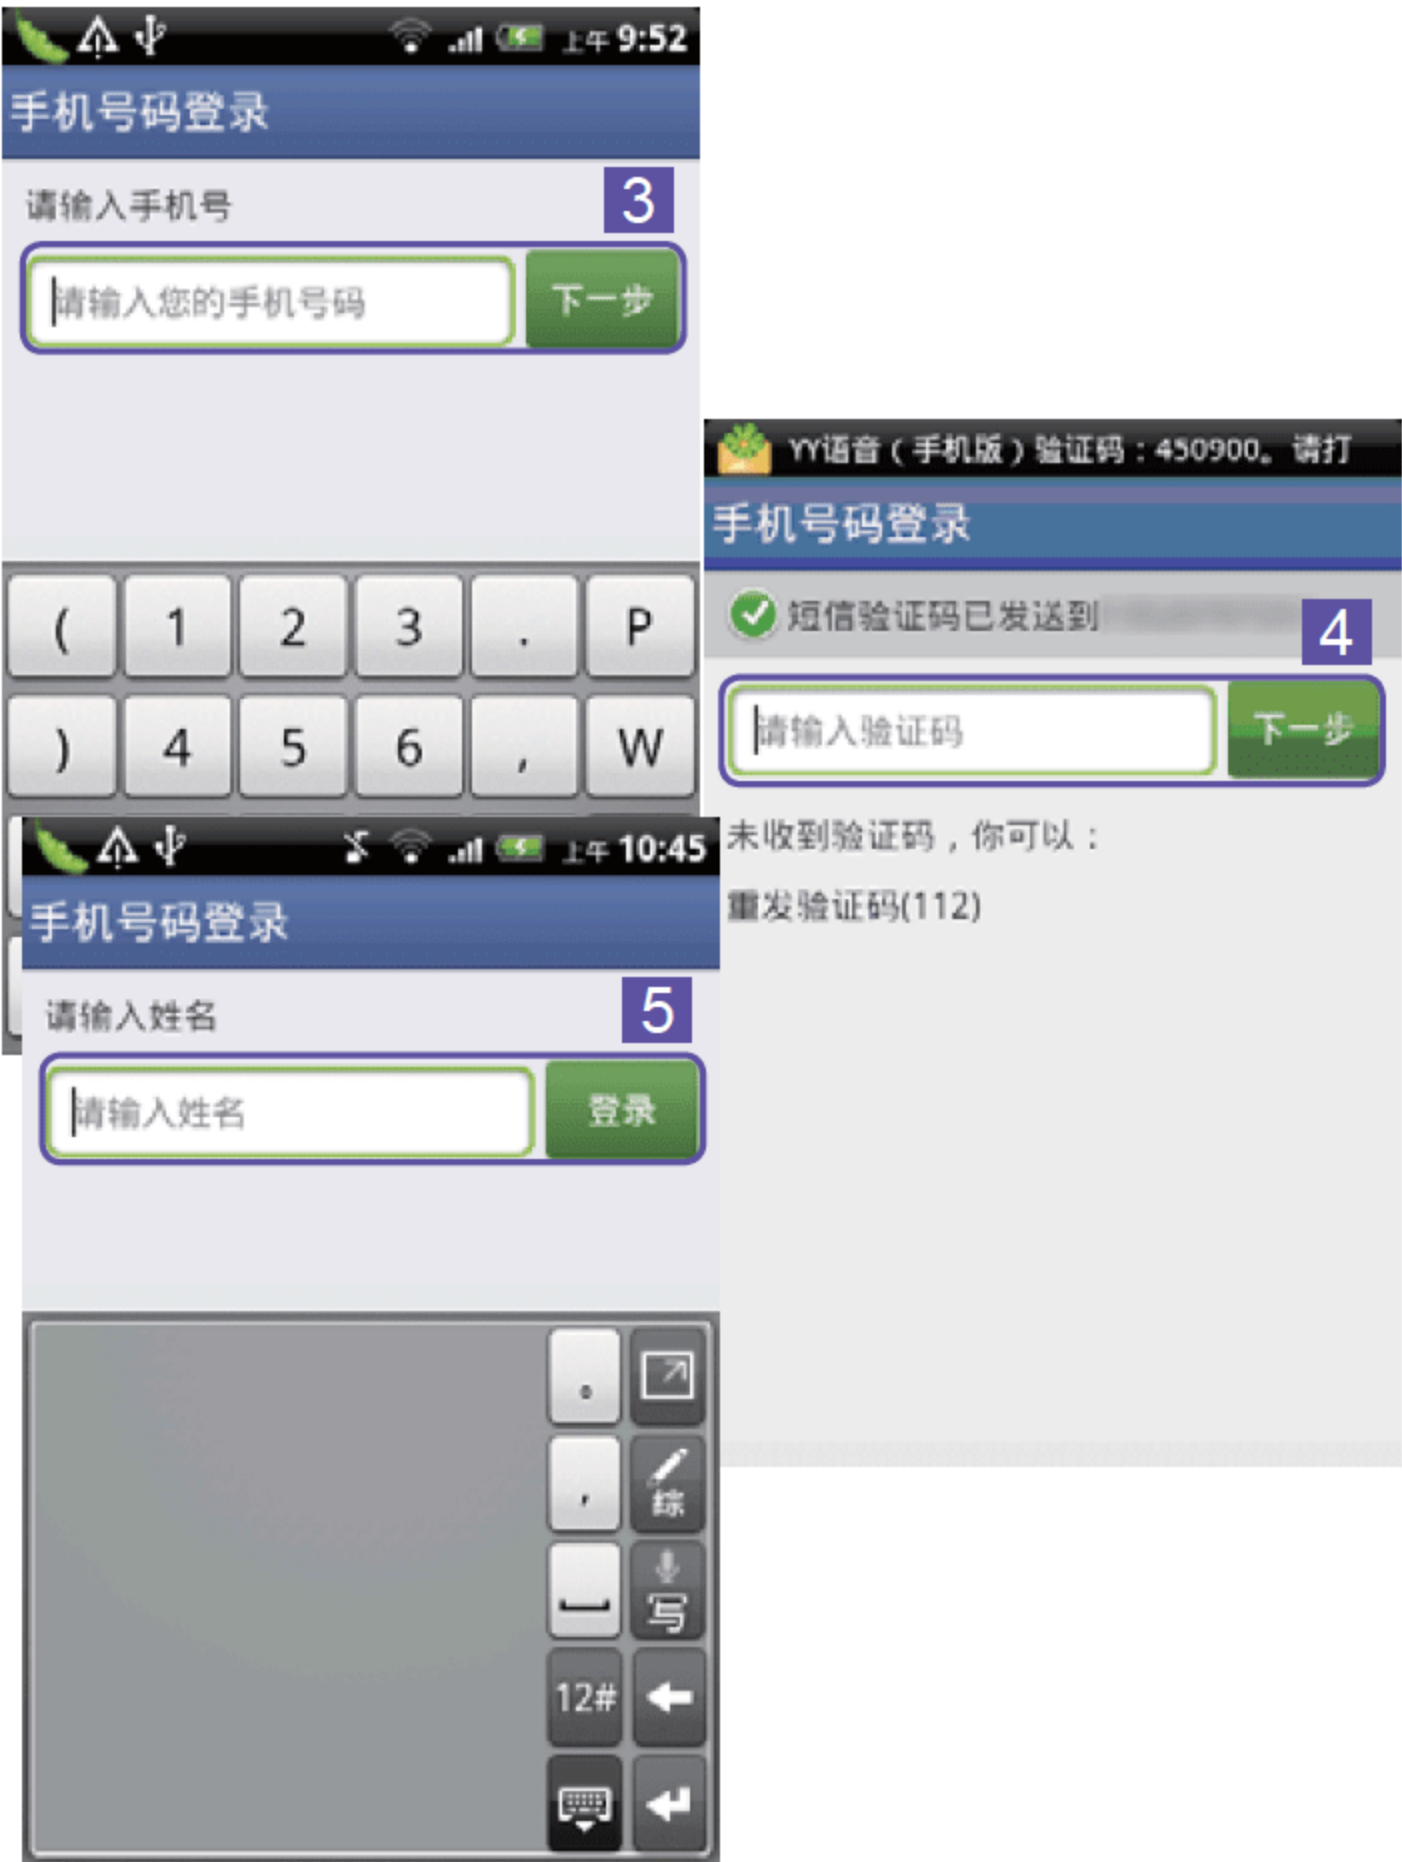 上午 9:52
手机号码登录
请输入手机号
3
请输入您的手机号码
下一步
( 1 2 3 . P
) 4 5 6 , W
YY语音(手机版)验证码:450900。请打
手机号码登录
短信验证码已发送到
4
请输入验证码
下一步
未收到验证码,你可以:
重发验证码(112)
上午 10:45
手机号码登录
请输入姓名
5
请输入姓名
登录
。
,
综
写
12#